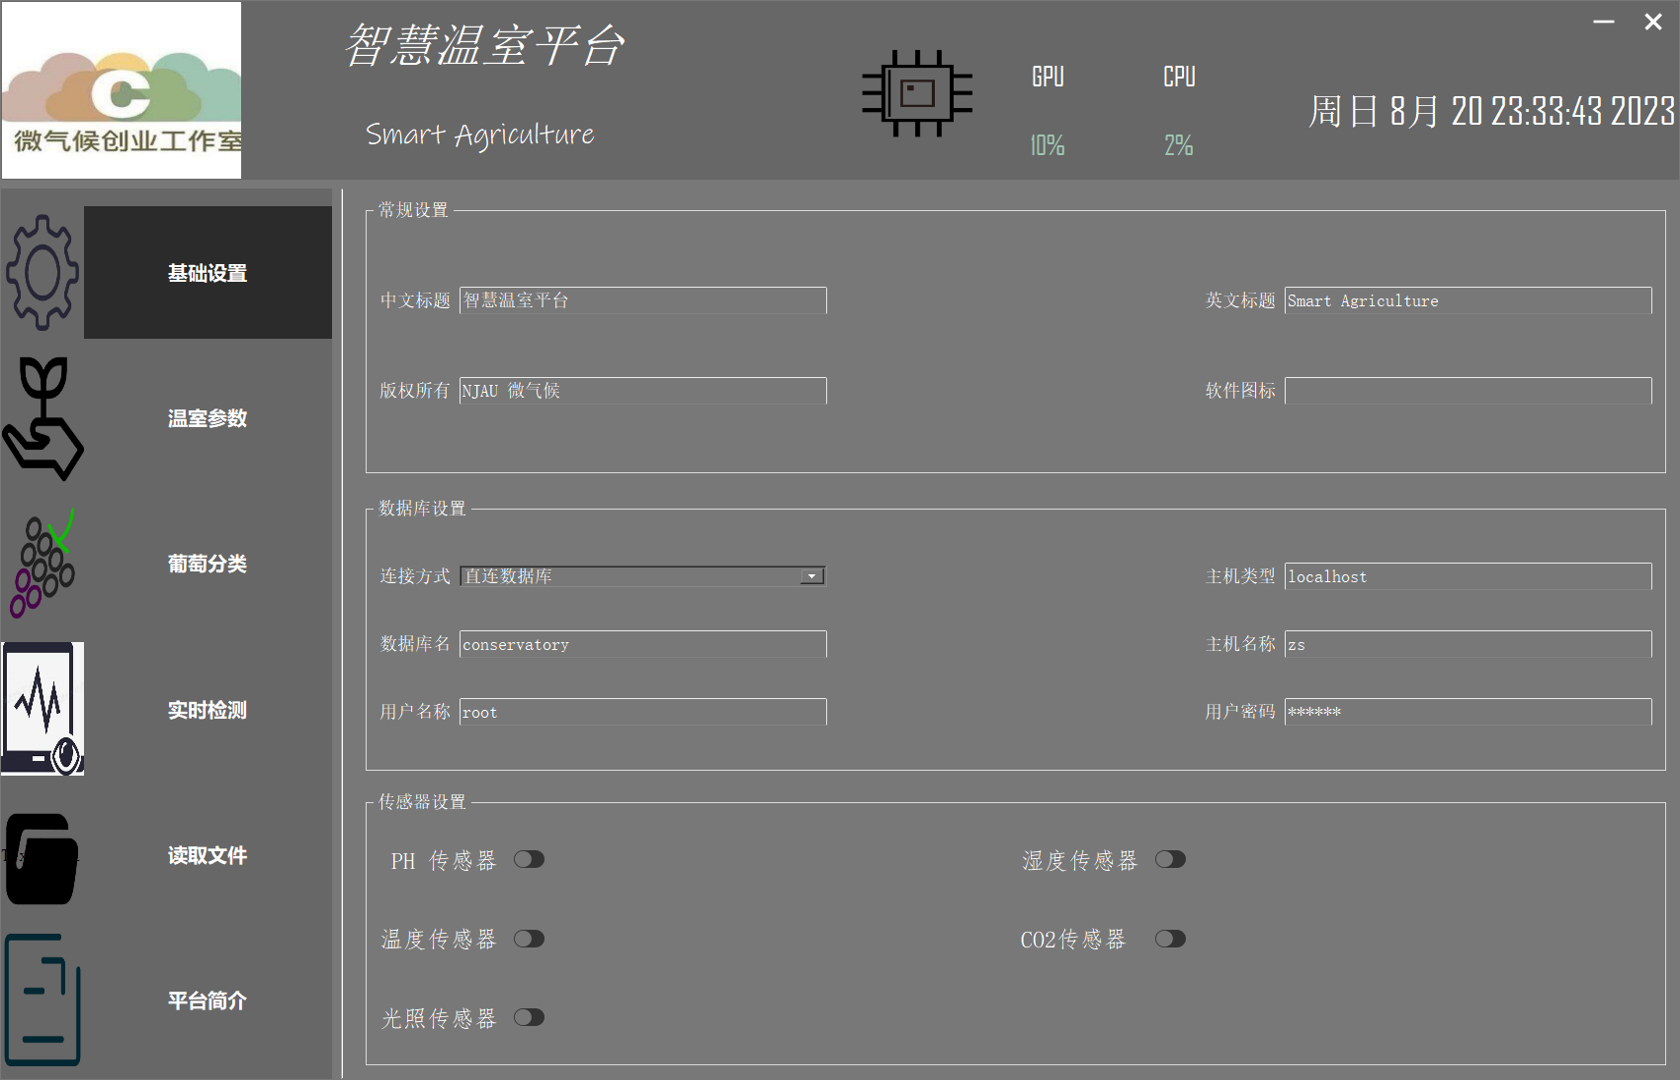 智慧温室平台
Smart Agriculture
微气候创业工作室
GPU
CPU
10%
2%
周日 8月 20 23:33:43 2023
基础设置
温室参数
葡萄分类
实时检测
读取文件
平台简介
常规设置
中文标题 智慧温室平台
英文标题 Smart Agriculture
版权所有 NJAU 微气候
软件图标
数据库设置
连接方式 直连数据库
主机类型 localhost
数据库名 conservatory
主机名称 zs
用户名称 root
用户密码 ******
传感器设置
PH 传感器
湿度传感器
温度传感器
CO2传感器
光照传感器